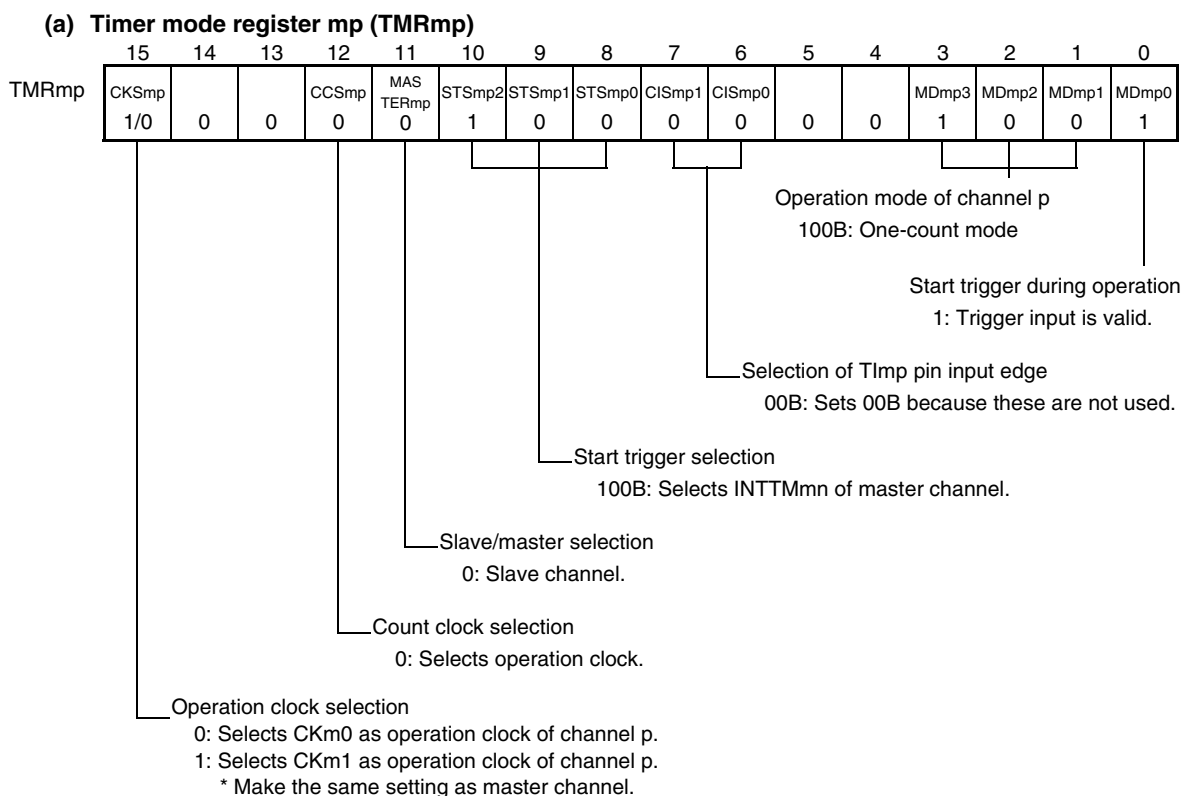 (a) Timer mode register mp (TMRmp)
15 14 13 12 11 10 9 8 7 6 5 4 3 2 1 0
TMRmp CKSmp CCSmp MAS TERmp STSmp2 STSmp1 STSmp0 CISmp1 CISmp0 MDmp3 MDmp2 MDmp1 MDmp0
1/0 0 0 0 0 1 0 0 0 0 0 0 1 0 0 1
Operation mode of channel p
100B: One-count mode
Start trigger during operation
1: Trigger input is valid.
Selection of TImp pin input edge
00B: Sets 00B because these are not used.
Start trigger selection
100B: Selects INTTMmn of master channel.
Slave/master selection
0: Slave channel.
Count clock selection
0: Selects operation clock.
Operation clock selection
0: Selects CKm0 as operation clock of channel p.
1: Selects CKm1 as operation clock of channel p.
* Make the same setting as master channel.